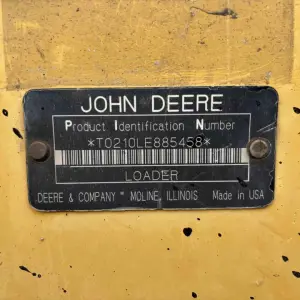 JOHN DEERE
Product Identification Number
*T0210LE885458*
LOADER
DEERE & COMPANY MOLINE, ILLINOIS Made in USA